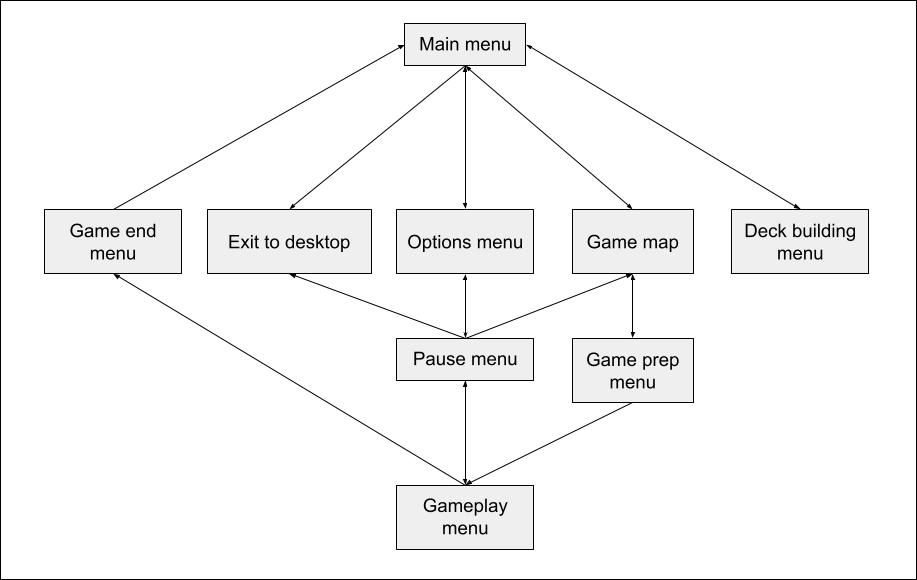 Main menu
Game end
menu
Exit to desktop
Options menu
Game map
Deck building
menu
Pause menu
Game prep
menu
Gameplay
menu